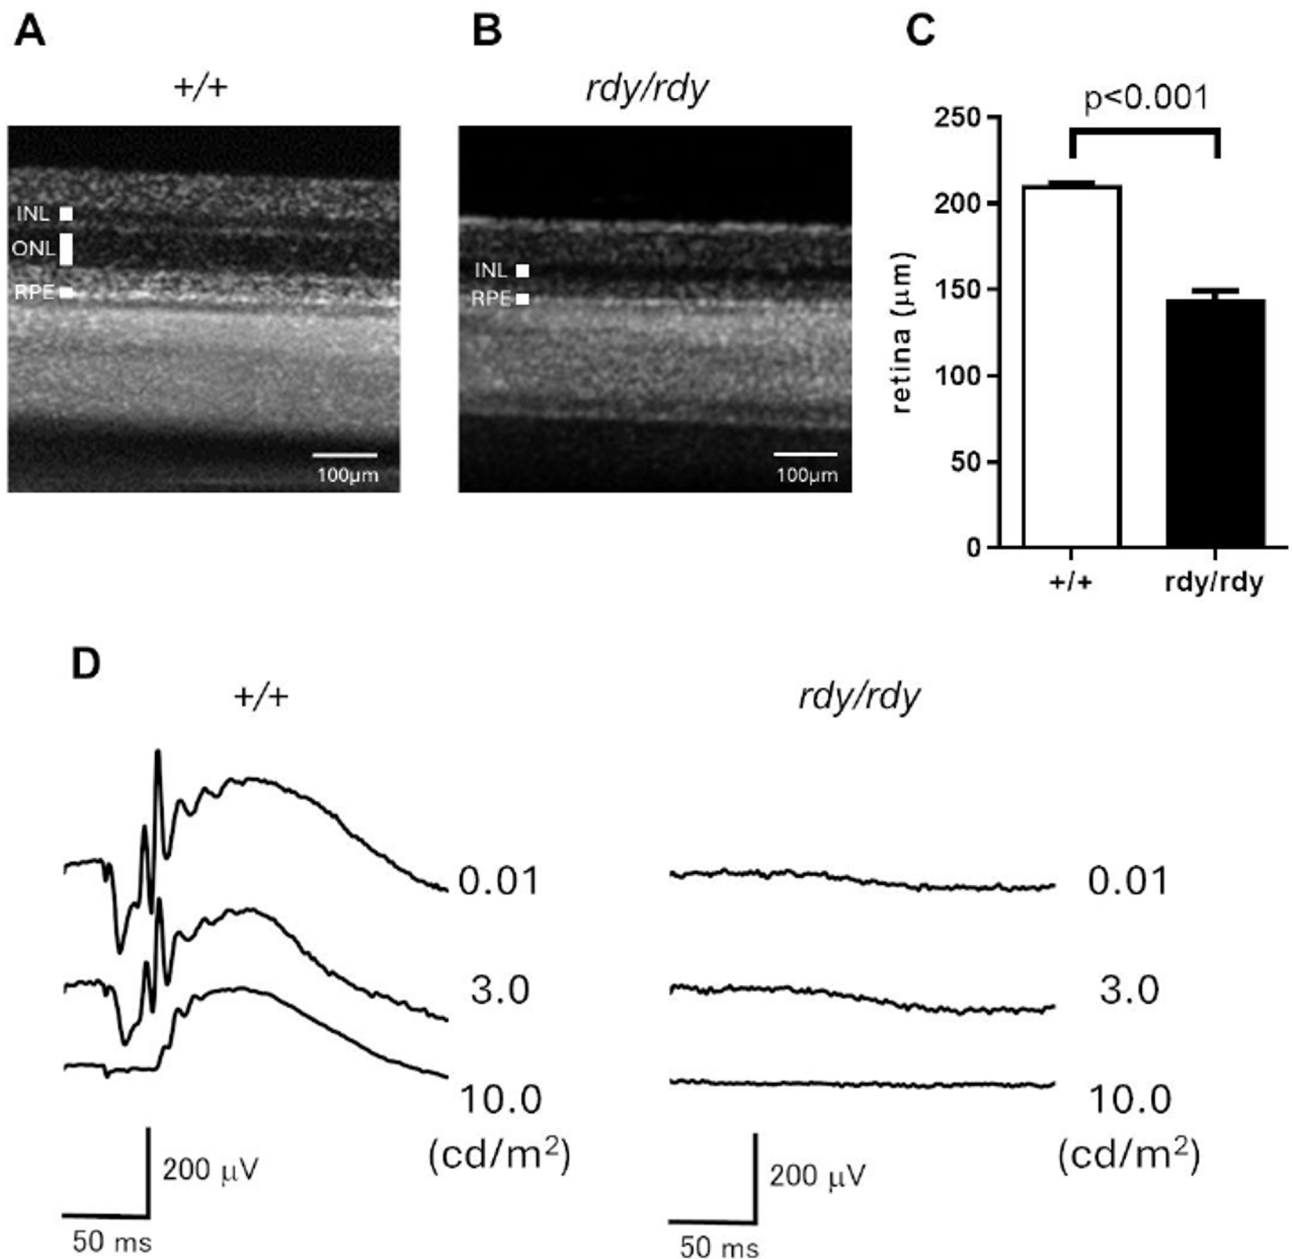 A
+/+
INL
ONL
RPE
100μm
B
rdy/rdy
INL
RPE
100μm
C
p<0.001
250
200
150
100
50
0
retina (μm)
+/+
rdy/rdy
D
+/+
0.01
3.0
10.0
(cd/m²)
200 μV
50 ms
rdy/rdy
0.01
3.0
10.0
(cd/m²)
200 μV
50 ms